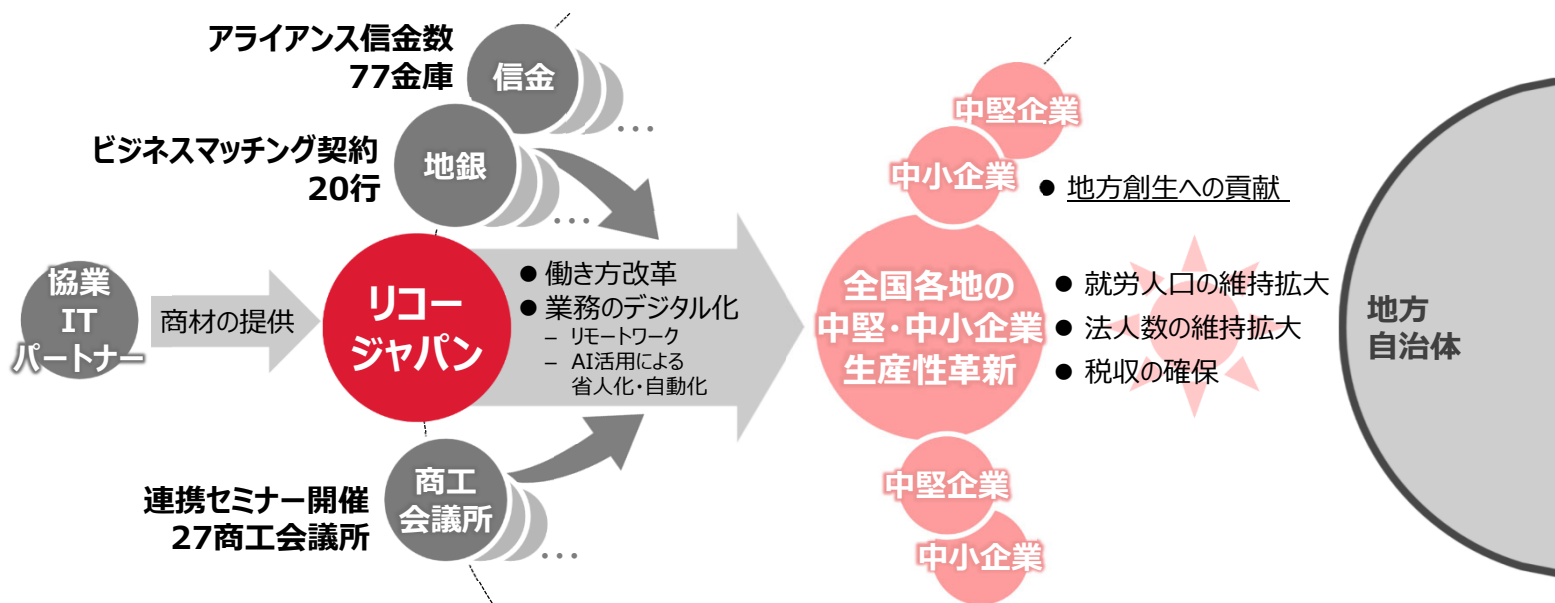 アライアンス信金数
77金庫
信金
ビジネスマッチング契約
20行
地銀
協業
IT
パートナー
商材の提供
リコー
ジャパン
● 働き方改革
● 業務のデジタル化
– リモートワーク
– AI活用による
省人化・自動化
連携セミナー開催
27商工会議所
商工
会議所
中堅企業
中小企業
全国各地の
中堅・中小企業
生産性革新
中堅企業
中小企業
● 地方創生への貢献
● 就労人口の維持拡大
● 法人数の維持拡大
● 税収の確保
地方
自治体